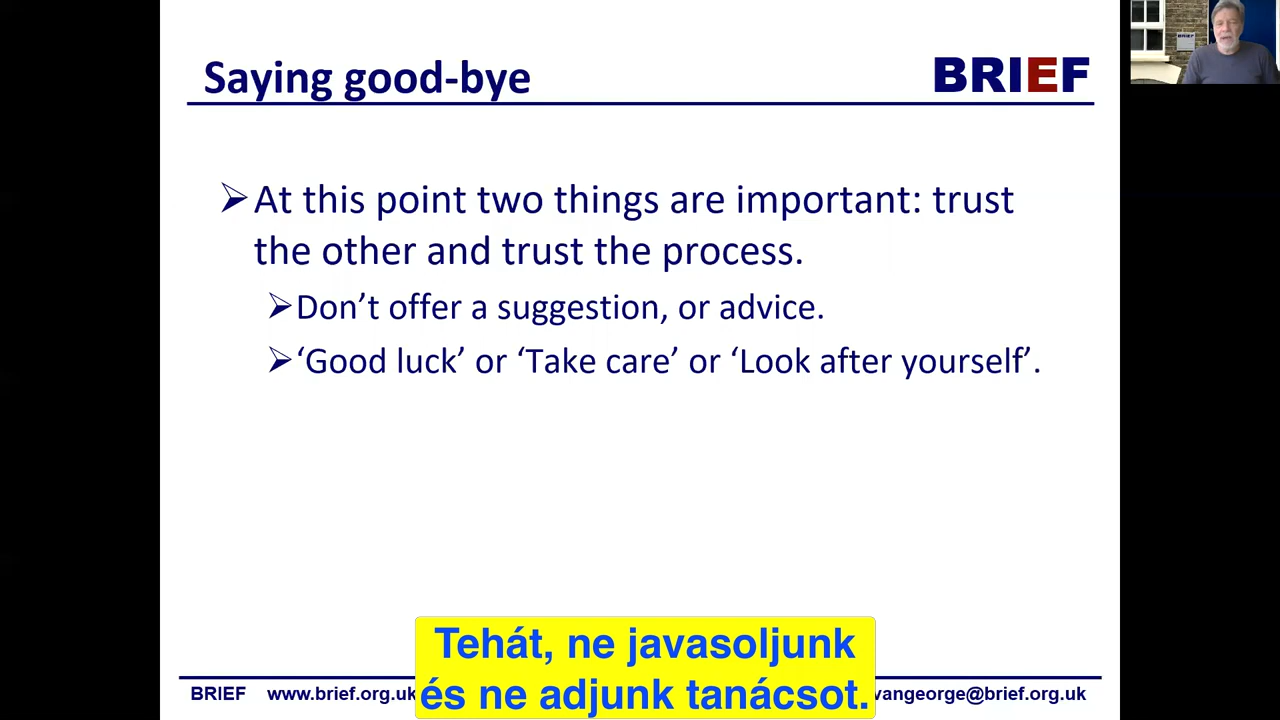 Saying good-bye
BRIEF
BRIEF
At this point two things are important: trust
the other and trust the process.
Don’t offer a suggestion, or advice.
‘Good luck’ or ‘Take care’ or ‘Look after yourself’.
Tehát, ne javasoljunk
és ne adjunk tanácsot.
BRIEF www.brief.org.uk vangeorge@brief.org.uk